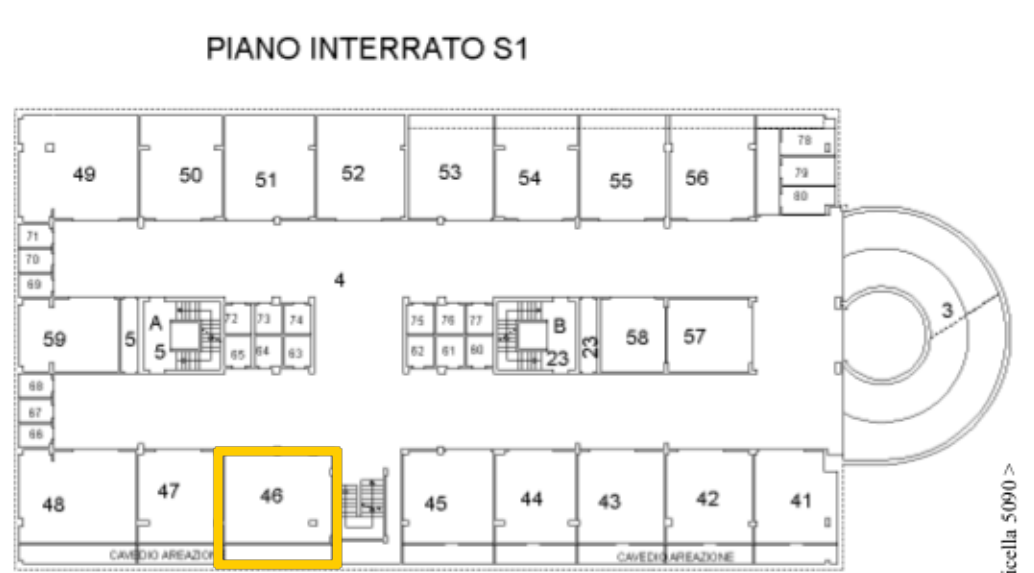 PIANO INTERRATO S1
49 50 51 52 53 54 55 56
78
79
80
71
70
69
4
3
59 5 A 5 72 73 74
65 64 63
75 76 77 B 23 23 58 57
62 61 60
68
67
66
48 47 46 45 44 43 42 41
CAVEDIO AREAZION
CAVEDIO AREAZIONE
icella 5090 >